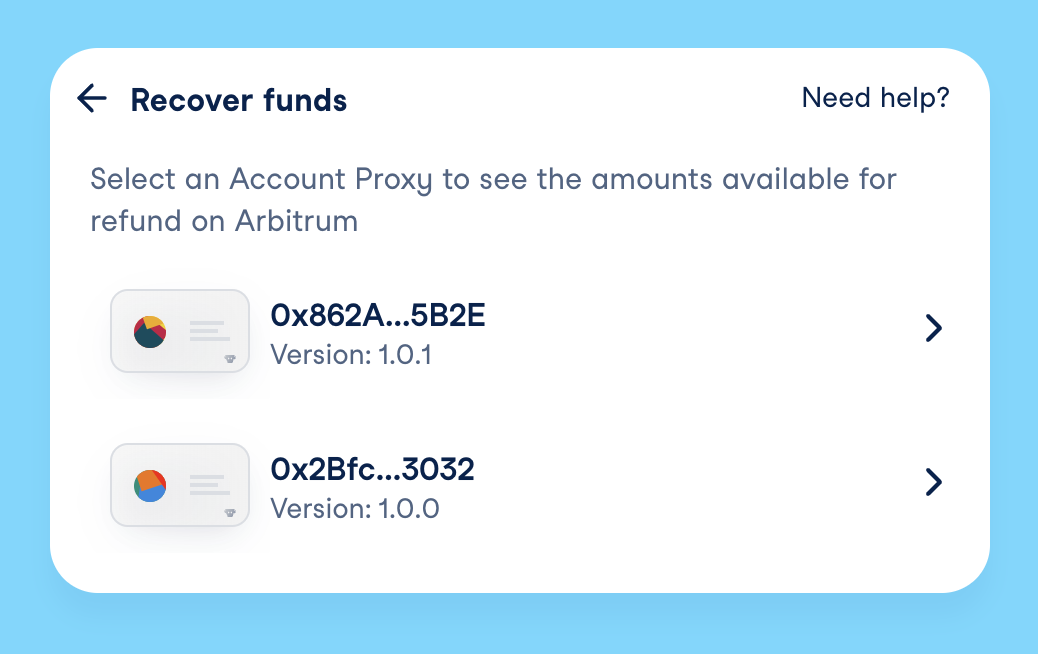 Recover funds
Need help?
Select an Account Proxy to see the amounts available for
refund on Arbitrum
0x862A...5B2E
Version: 1.0.1
0x2Bfc...3032
Version: 1.0.0